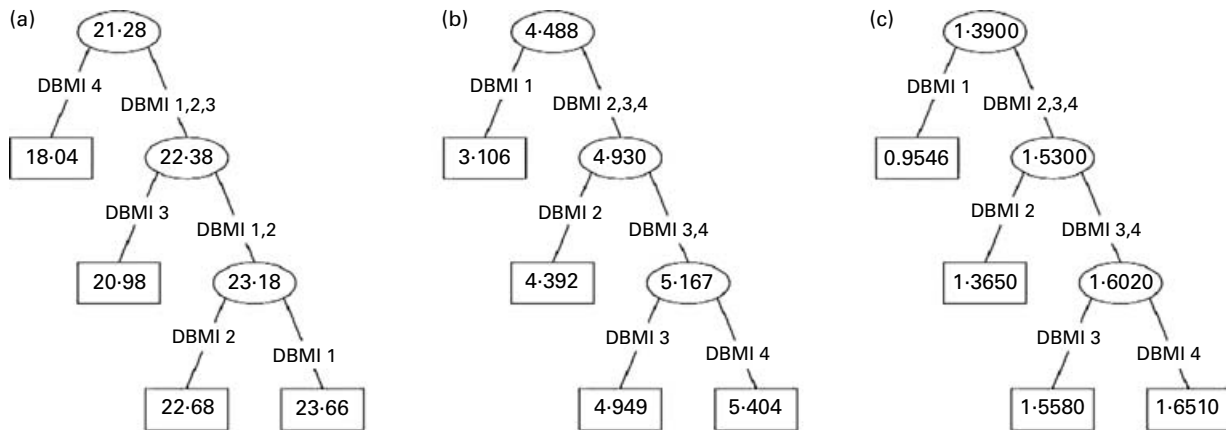 (a)
21·28
DBMI 4
DBMI 1,2,3
18·04
22·38
DBMI 3
DBMI 1,2
20·98
23·18
DBMI 2
DBMI 1
22·68
23·66
(b)
4·488
DBMI 1
DBMI 2,3,4
3·106
4·930
DBMI 2
DBMI 3,4
4·392
5·167
DBMI 3
DBMI 4
4·949
5·404
(c)
1·3900
DBMI 1
DBMI 2,3,4
0.9546
1·5300
DBMI 2
DBMI 3,4
1·3650
1·6020
DBMI 3
DBMI 4
1·5580
1·6510